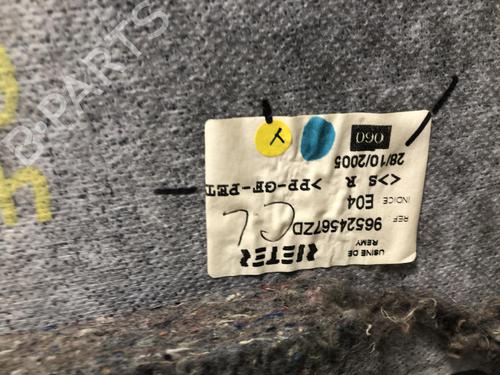 USINE DE
REMY
RIETER
REF 96524567ZD
INDICE: E04
<>S R >PP-GF-PET
28/10/2005
060
Y
CL
B-PARTS